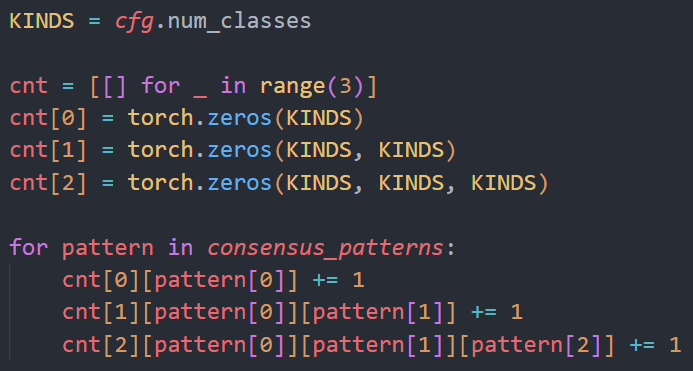 KINDS = cfg.num_classes
cnt = [[] for _ in range(3)]
cnt[0] = torch.zeros(KINDS)
cnt[1] = torch.zeros(KINDS, KINDS)
cnt[2] = torch.zeros(KINDS, KINDS, KINDS)
for pattern in consensus_patterns:
    cnt[0][pattern[0]] += 1
    cnt[1][pattern[0]][pattern[1]] += 1
    cnt[2][pattern[0]][pattern[1]][pattern[2]] += 1